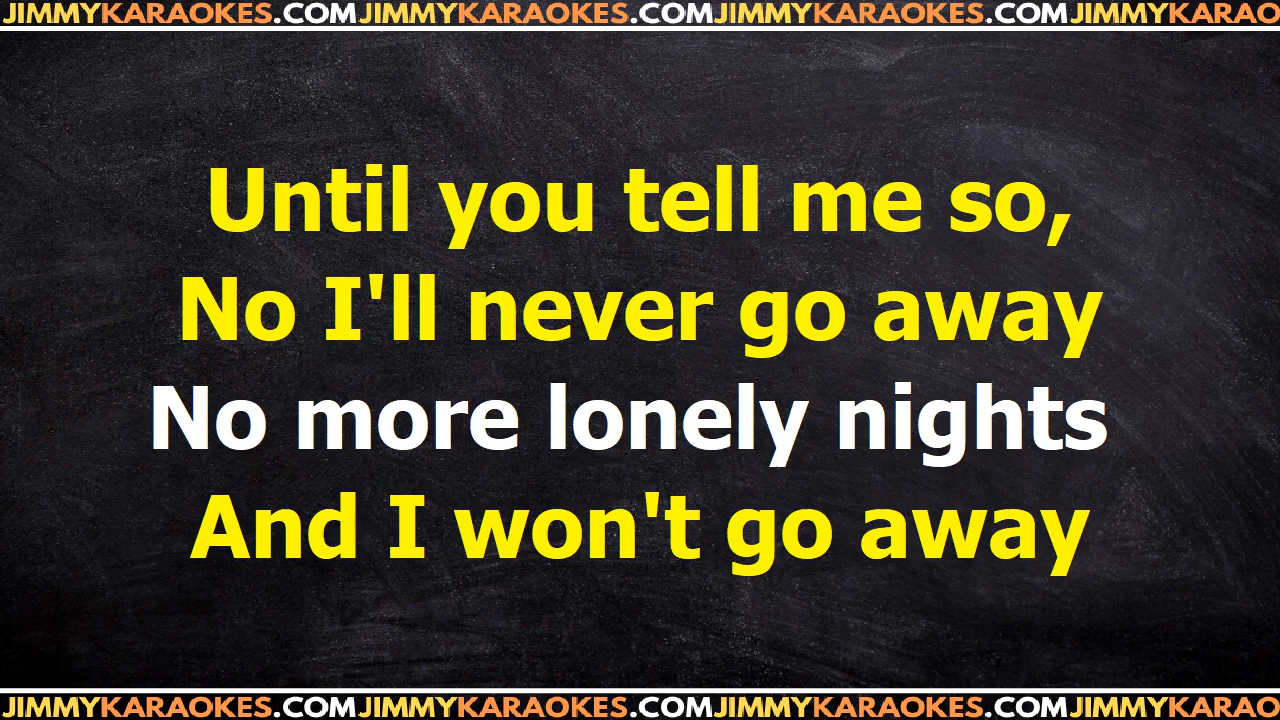 JIMMYKARAOKES.COMJIMMYKARAOKES.COMJIMMYKARAOKES.COMJIMMYKARAO
Until you tell me so,
No I'll never go away
No more lonely nights
And I won't go away
JIMMYKARAOKES.COMJIMMYKARAOKES.COMJIMMYKARAOKES.COMJIMMYKARAO